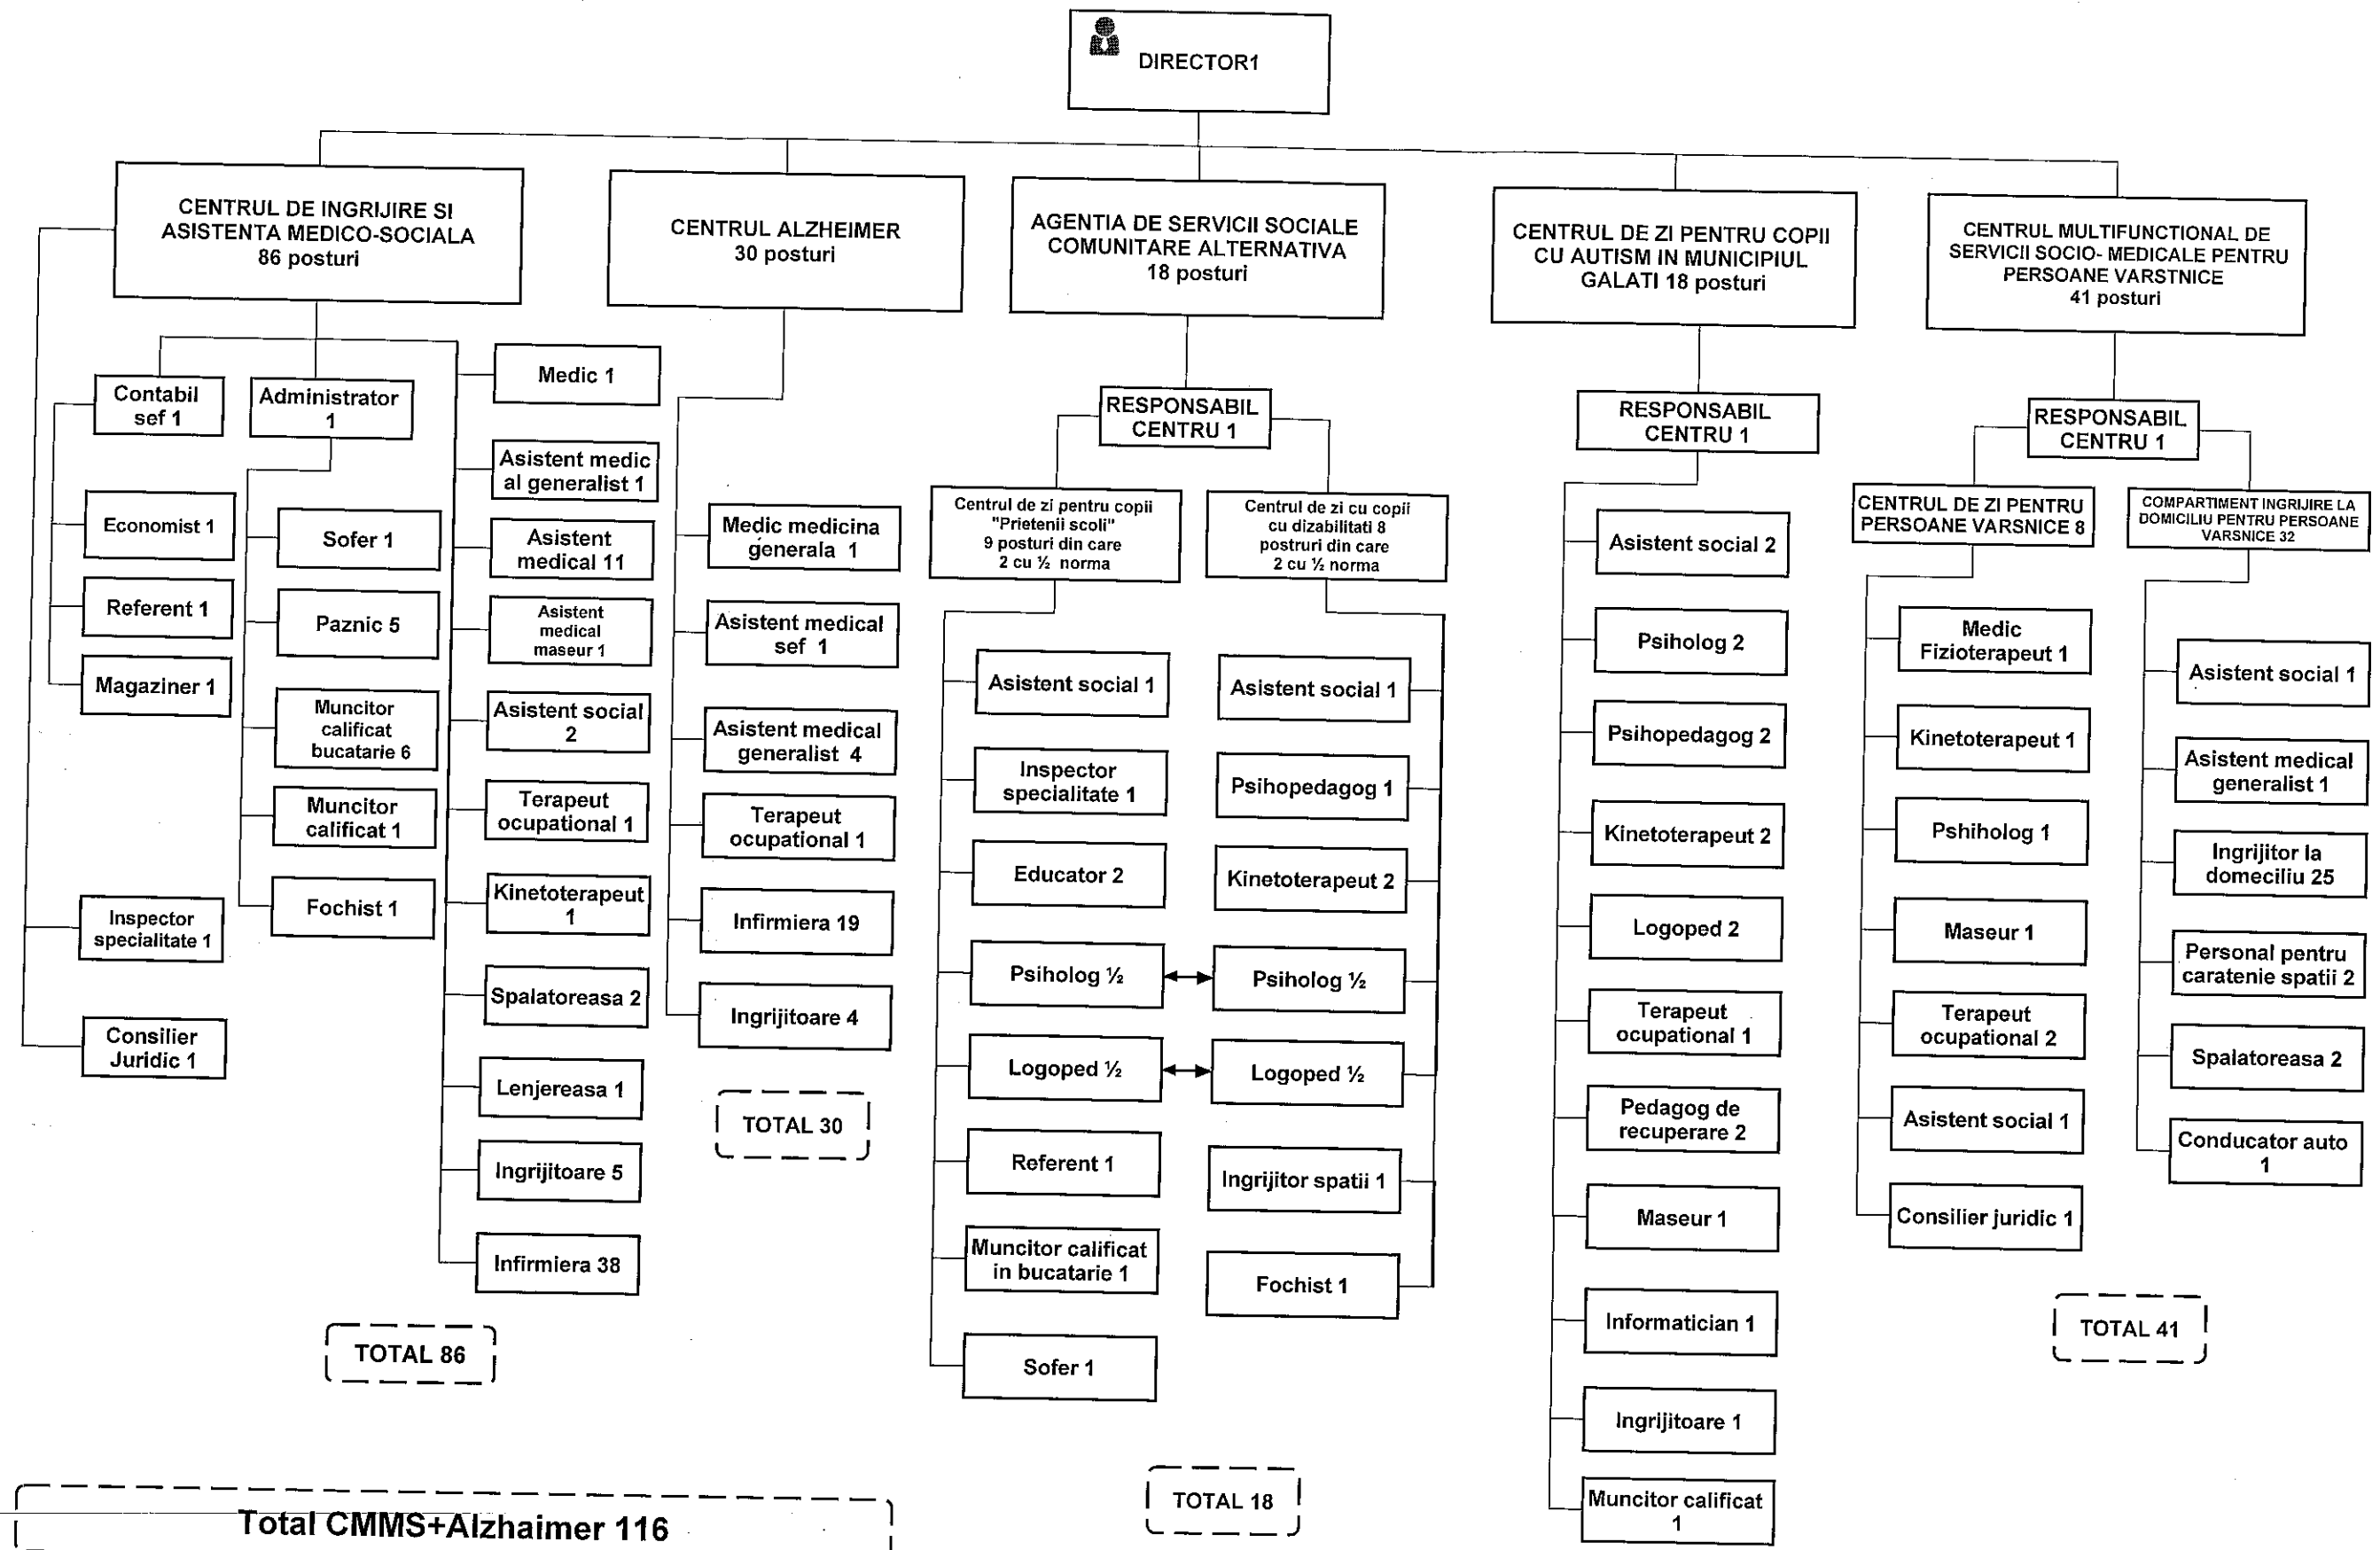 DIRECTOR1
CENTRUL DE INGRIJIRE SI
ASISTENTA MEDICO-SOCIALA
86 posturi
CENTRUL ALZHEIMER
30 posturi
AGENTIA DE SERVICII SOCIALE
COMUNITARE ALTERNATIVA
18 posturi
CENTRUL DE ZI PENTRU COPII
CU AUTISM IN MUNICIPIUL
GALATI 18 posturi
CENTRUL MULTIFUNCTIONAL DE
SERVICII SOCIO- MEDICALE PENTRU
PERSOANE VARSTNICE
41 posturi
Contabil
sef 1
Economist 1
Referent 1
Magaziner 1
Inspector
specialitate 1
Consilier
Juridic 1
Administrator
1
Sofer 1
Paznic 5
Muncitor
calificat
bucatarie 6
Muncitor
calificat 1
Fochist 1
Medic 1
Asistent medic
al generalist 1
Asistent
medical 11
Asistent
medical
maseur 1
Asistent social
2
Terapeut
ocupational 1
Kinetoterapeut
1
Spalatoreasa 2
Lenjereasa 1
Ingrijitoare 5
Infirmiera 38
TOTAL 86
Medic medicina
generala 1
Asistent medical
sef 1
Asistent medical
generalist 4
Terapeut
ocupational 1
Infirmiera 19
Ingrijitoare 4
TOTAL 30
RESPONSABIL
CENTRU 1
Centrul de zi pentru copii
"Prietenii scoli"
9 posturi din care
2 cu ½ norma
Asistent social 1
Inspector
specialitate 1
Educator 2
Psiholog ½
Logoped ½
Referent 1
Muncitor calificat
in bucatarie 1
Sofer 1
Centrul de zi cu copii
cu dizabilitati 8
postruri din care
2 cu ½ norma
Asistent social 1
Psihopedagog 1
Kinetoterapeut 2
Psiholog ½
Logoped ½
Ingrijitor spatii 1
Fochist 1
TOTAL 18
RESPONSABIL
CENTRU 1
Asistent social 2
Psiholog 2
Psihopedagog 2
Kinetoterapeut 2
Logoped 2
Terapeut
ocupational 1
Pedagog de
recuperare 2
Maseur 1
Informatician 1
Ingrijitoare 1
Muncitor calificat
1
RESPONSABIL
CENTRU 1
CENTRUL DE ZI PENTRU
PERSOANE VARSNICE 8
Medic
Fizioterapeut 1
Kinetoterapeut 1
Pshiholog 1
Maseur 1
Terapeut
ocupational 2
Asistent social 1
Consilier juridic 1
COMPARTIMENT INGRIJIRE LA
DOMICILIU PENTRU PERSOANE
VARSNICE 32
Asistent social 1
Asistent medical
generalist 1
Ingrijitor la
domeciliu 25
Personal pentru
caratenie spatii 2
Spalatoreasa 2
Conducator auto
1
TOTAL 41
Total CMMS+Alzhaimer 116